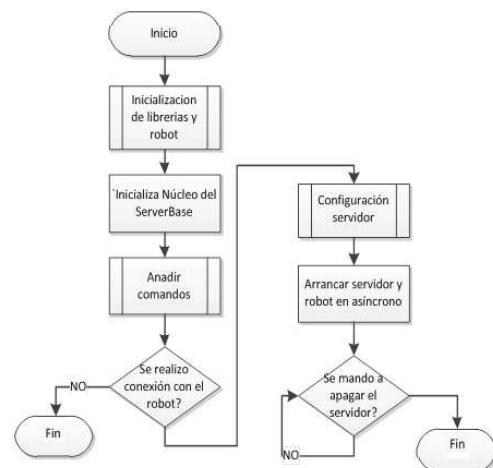 Inicio
Inicializacion
de librerias y
robot
`Inicializa Núcleo del
ServerBase
Anadir
comandos
Se realizo
conexión con el
robot?
NO
Fin
Configuración
servidor
Arrancar servidor y
robot en asíncrono
Se mando a
apagar el
servidor?
NO
Fin